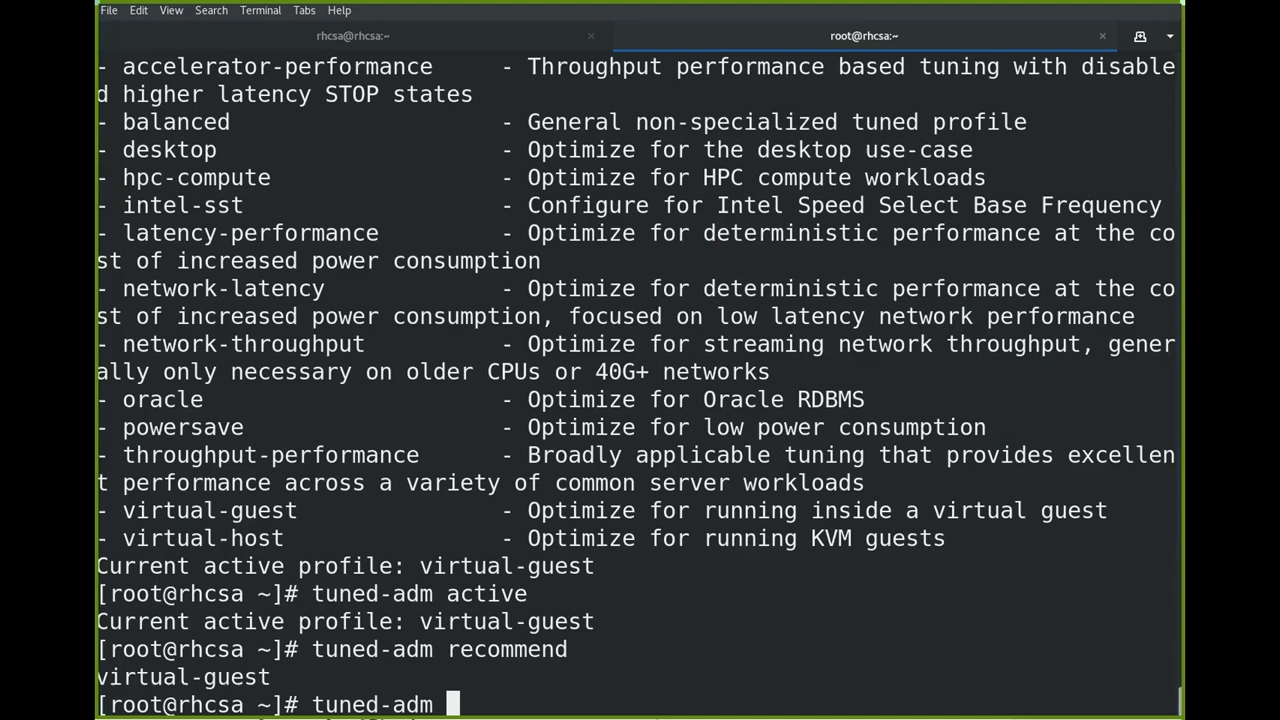 File Edit View Search Terminal Tabs Help
rhcsa@rhcsa:~ × root@rhcsa:~ ×
- accelerator-performance - Throughput performance based tuning with disable
d higher latency STOP states
- balanced - General non-specialized tuned profile
- desktop - Optimize for the desktop use-case
- hpc-compute - Optimize for HPC compute workloads
- intel-sst - Configure for Intel Speed Select Base Frequency
- latency-performance - Optimize for deterministic performance at the co
st of increased power consumption
- network-latency - Optimize for deterministic performance at the co
st of increased power consumption, focused on low latency network performance
- network-throughput - Optimize for streaming network throughput, gener
ally only necessary on older CPUs or 40G+ networks
- oracle - Optimize for Oracle RDBMS
- powersave - Optimize for low power consumption
- throughput-performance - Broadly applicable tuning that provides excellen
t performance across a variety of common server workloads
- virtual-guest - Optimize for running inside a virtual guest
- virtual-host - Optimize for running KVM guests
Current active profile: virtual-guest
[root@rhcsa ~]# tuned-adm active
Current active profile: virtual-guest
[root@rhcsa ~]# tuned-adm recommend
virtual-guest
[root@rhcsa ~]# tuned-adm